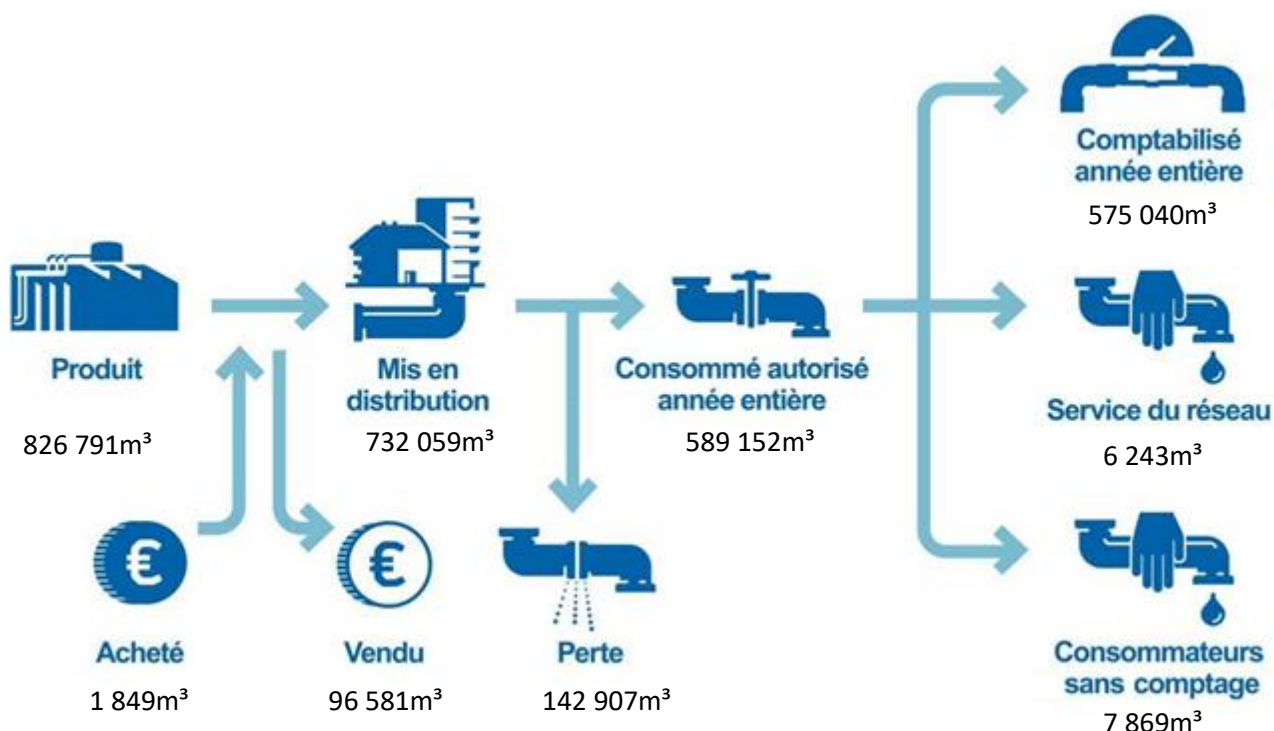 Comptabilisé
année entière
575 040m³
Produit
826 791m³
Mis en
distribution
732 059m³
Consommé autorisé
année entière
589 152m³
Service du réseau
6 243m³
€
Acheté
1 849m³
€
Vendu
96 581m³
Perte
142 907m³
Consommateurs
sans comptage
7 869m³